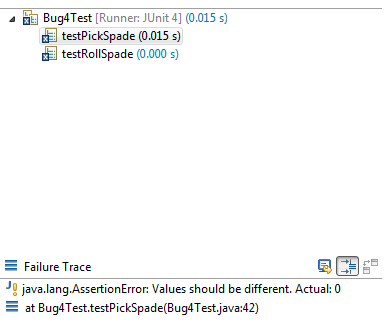 Bug4Test [Runner: JUnit 4] (0.015 s)
testPickSpade (0.015 s)
testRollSpade (0.000 s)
Failure Trace
java.lang.AssertionError: Values should be different. Actual: 0
at Bug4Test.testPickSpade(Bug4Test.java:42)